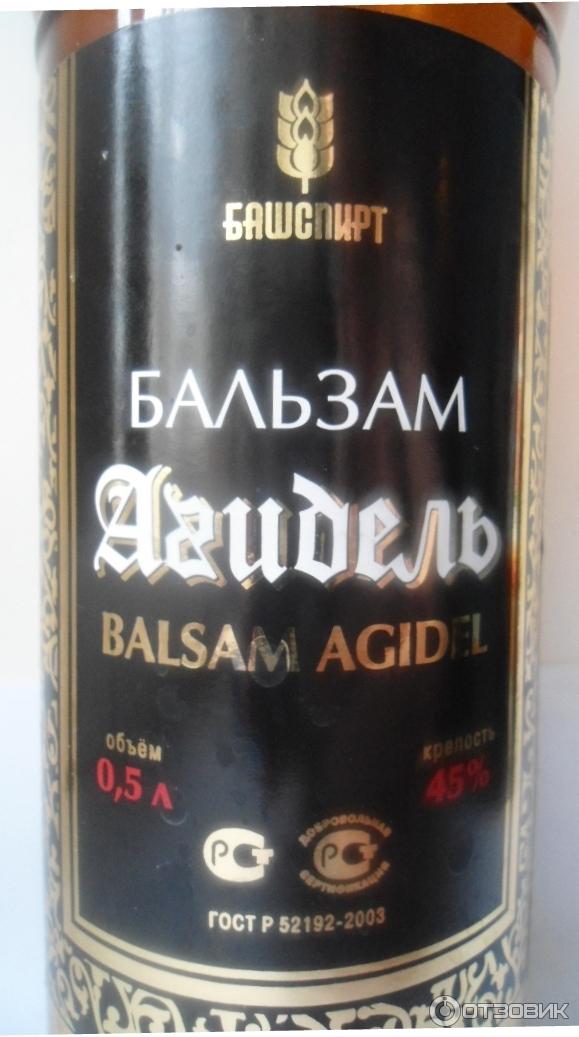 БАШСПИРТ
БАЛЬЗАМ
Агидель
BALSAM AGIDEL
объём
0,5 л
крепость
45%
РСТ
ДОБРОВОЛЬНАЯ
РСТ
СЕРТИФИКАЦИЯ
ГОСТ Р 52192-2003
ОТЗОВИК